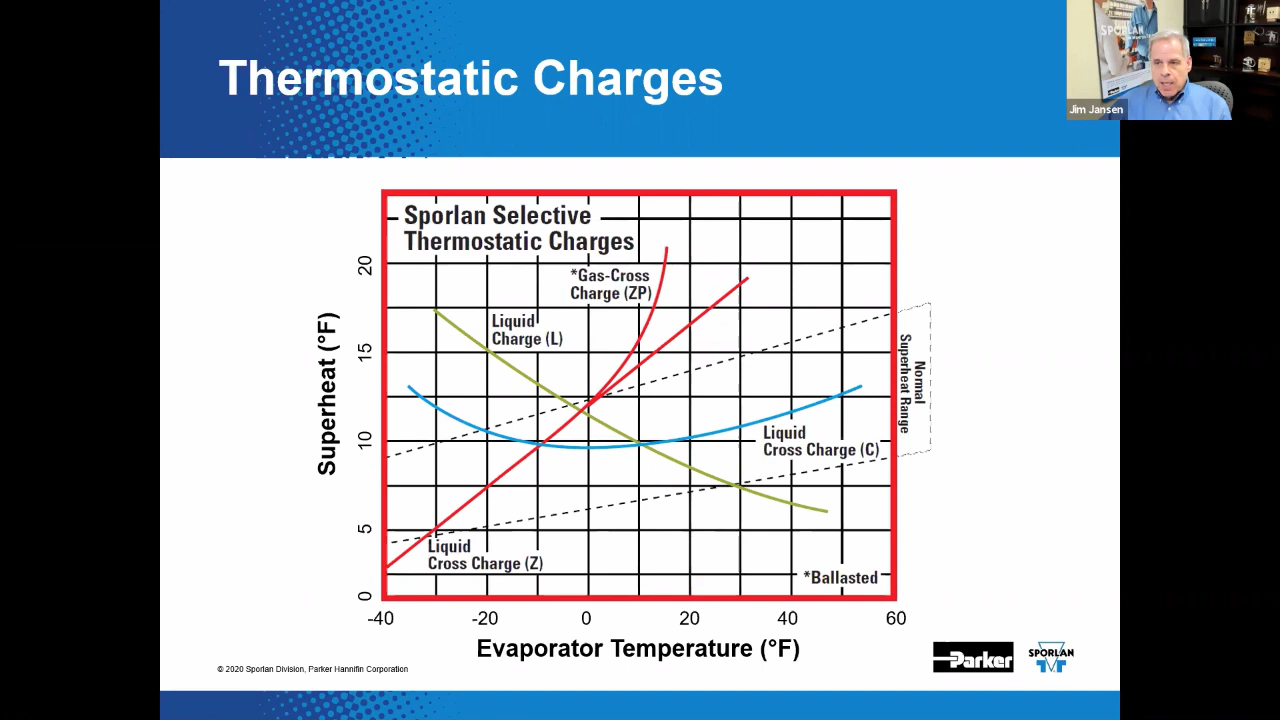 Thermostatic Charges
SPORLAN
Jim Jansen
Sporlan Selective
Thermostatic Charges
*Gas-Cross
Charge (ZP)
Liquid
Charge (L)
Liquid
Cross Charge (C)
Liquid
Cross Charge (Z)
*Ballasted
Normal
Superheat Range
Superheat (°F)
20
15
10
5
0
-40
-20
0
20
40
60
Evaporator Temperature (°F)
© 2020 Sporlan Division, Parker Hannifin Corporation
Parker
SPORLAN